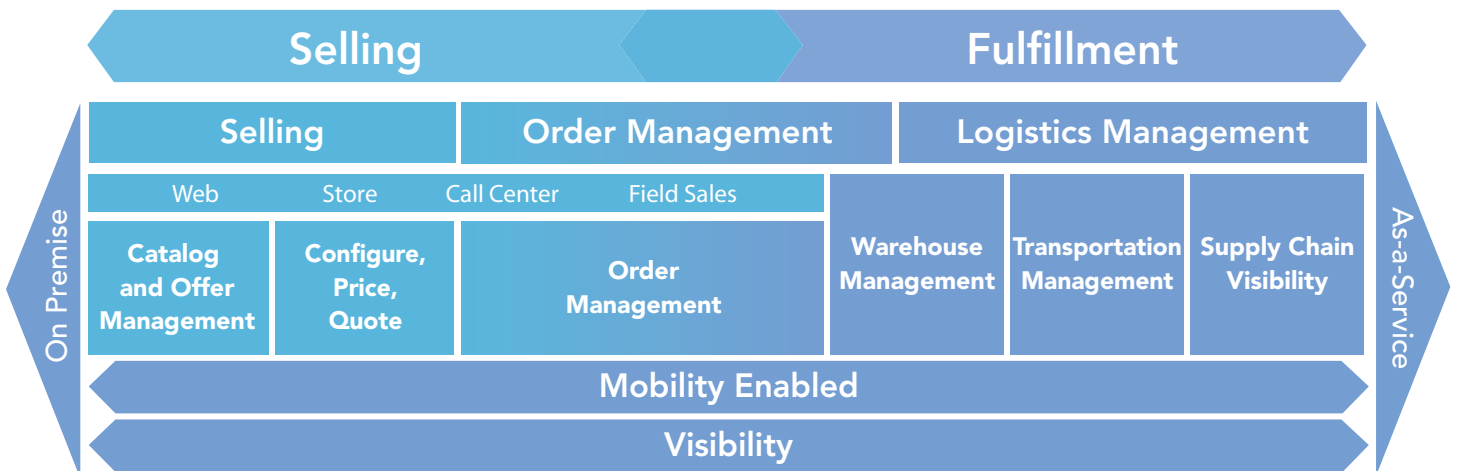 Selling
Fulfillment
Selling
Order Management
Logistics Management
Web
Store
Call Center
Field Sales
On Premise
Catalog
and Offer
Management
Configure,
Price,
Quote
Order
Management
Warehouse
Management
Transportation
Management
Supply Chain
Visibility
As-a-Service
Mobility Enabled
Visibility